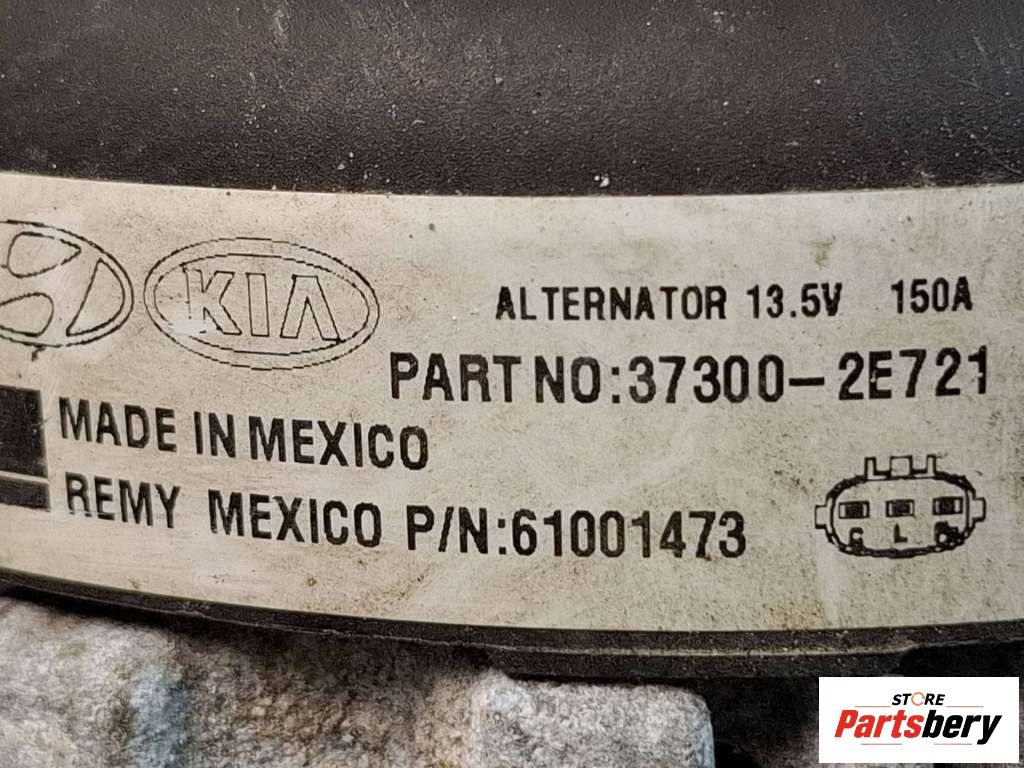 KIA
ALTERNATOR 13.5V 150A
PART NO:37300-2E721
MADE IN MEXICO
REMY MEXICO P/N:61001473
C L
STORE
Partsbery